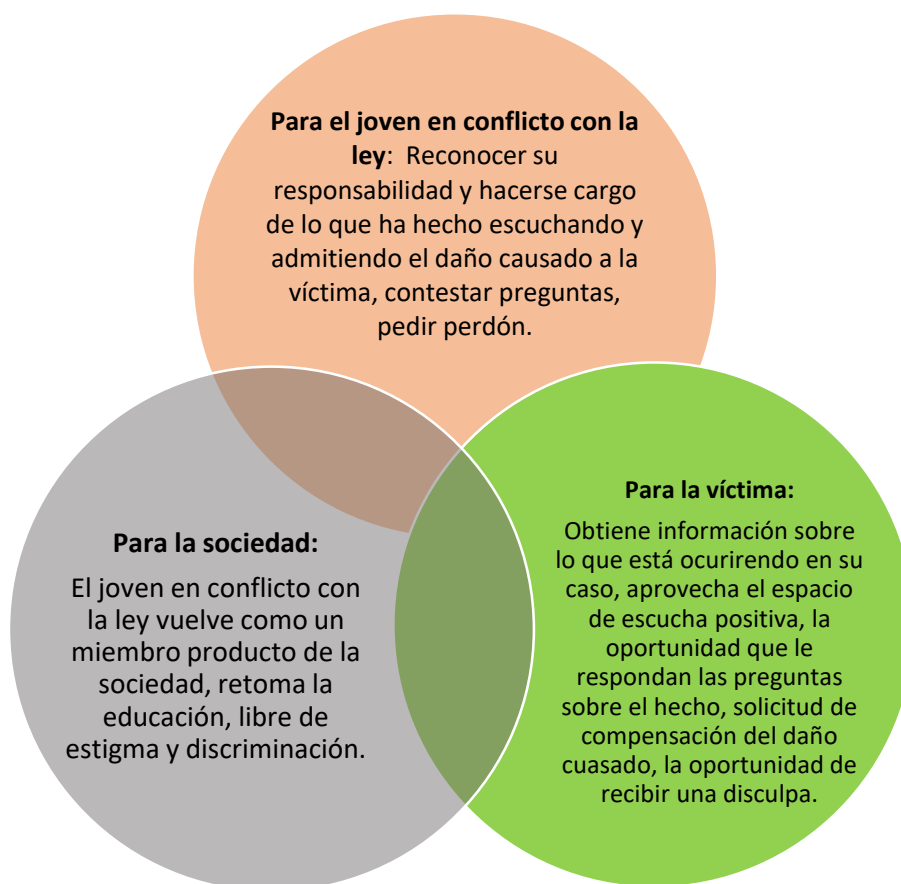 Para el joven en conflicto con la
ley:  Reconocer su
responsabilidad y hacerse cargo
de lo que ha hecho escuchando y
admitiendo el daño causado a la
víctima, contestar preguntas,
pedir perdón.
Para la sociedad:
El joven en conflicto con
la ley vuelve como un
miembro producto de la
sociedad, retoma la
educación, libre de
estigma y discriminación.
Para la víctima:
Obtiene información sobre
lo que está ocurirendo en su
caso, aprovecha el espacio
de escucha positiva, la
oportunidad que le
respondan las preguntas
sobre el hecho, solicitud de
compensación del daño
cuasado, la oportunidad de
recibir una disculpa.